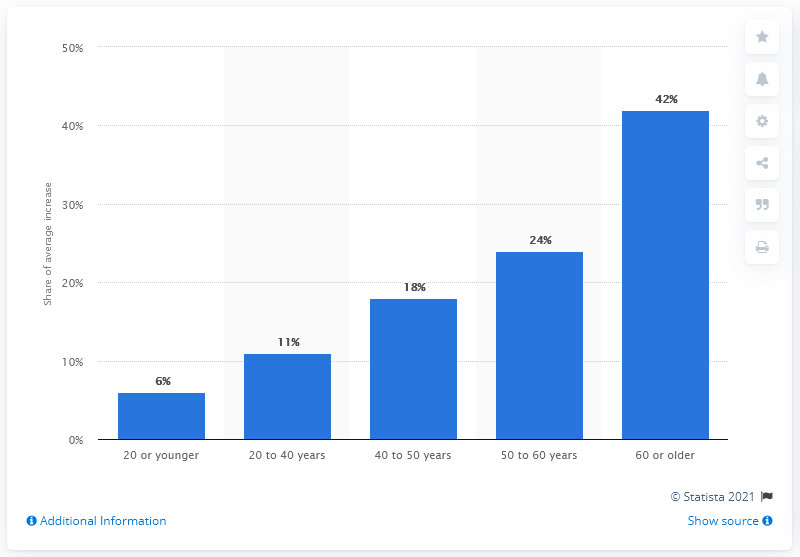 50%
40%
30%
20%
10%
0%
Share of average increase
6%
11%
18%
24%
42%
20 or younger
20 to 40 years
40 to 50 years
50 to 60 years
60 or older
© Statista 2021
Additional Information
Show source